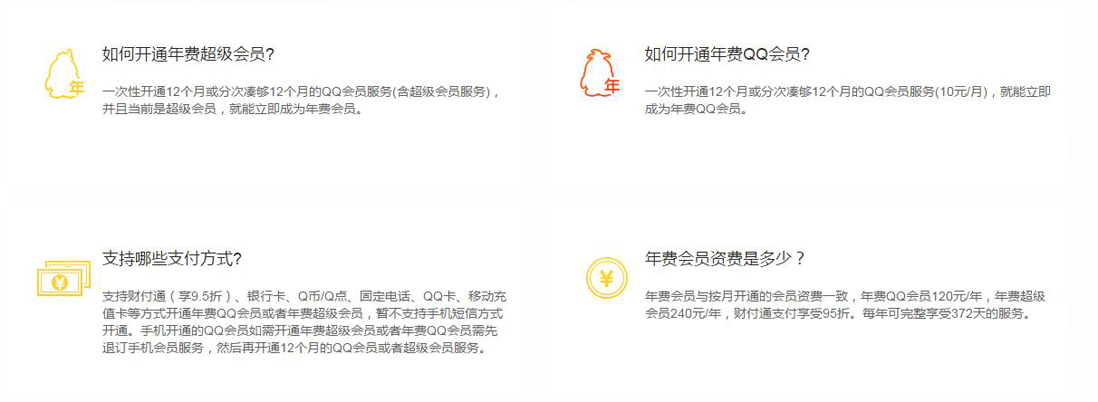 如何开通年费超级会员?
年
一次性开通12个月或分次凑够12个月的QQ会员服务(含超级会员服务)，
并且当前是超级会员，就能立即成为年费会员。
如何开通年费QQ会员?
年
一次性开通12个月或分次凑够12个月的QQ会员服务(10元/月)，就能立即
成为年费QQ会员。
支持哪些支付方式?
¥
支持财付通（享9.5折）、银行卡、Q币/Q点、固定电话、QQ卡、移动充
值卡等方式开通年费QQ会员或者年费超级会员，暂不支持手机短信方式
开通。手机开通的QQ会员如需开通年费超级会员或者年费QQ会员需先
退订手机会员服务，然后再开通12个月的QQ会员或者超级会员服务。
年费会员资费是多少？
¥
年费会员与按月开通的会员资费一致，年费QQ会员120元/年，年费超级
会员240元/年，财付通支付享受95折。每年可完整享受372天的服务。